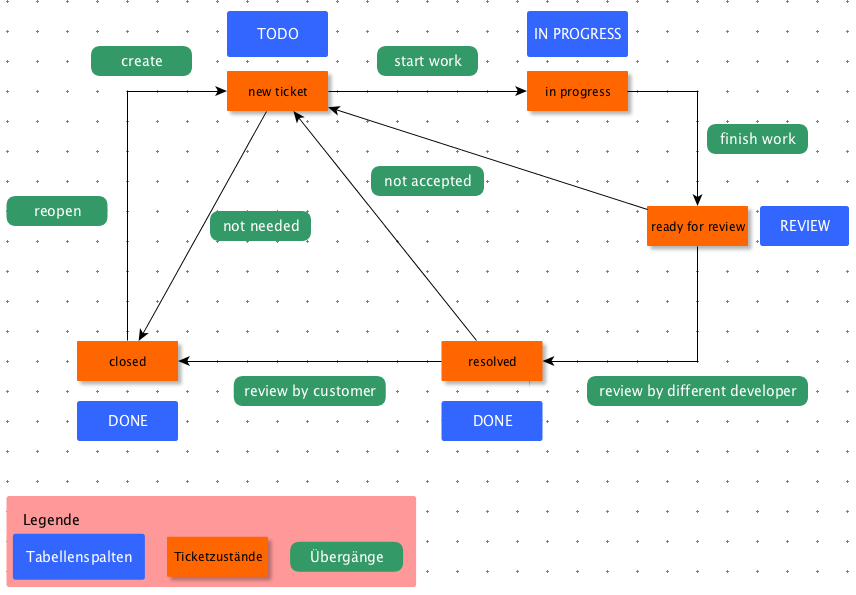 TODO
IN PROGRESS
create
start work
new ticket
in progress
finish work
not accepted
reopen
not needed
ready for review
REVIEW
closed
resolved
review by customer
review by different developer
DONE
DONE
Legende
Tabellenspalten
Ticketzustände
Übergänge